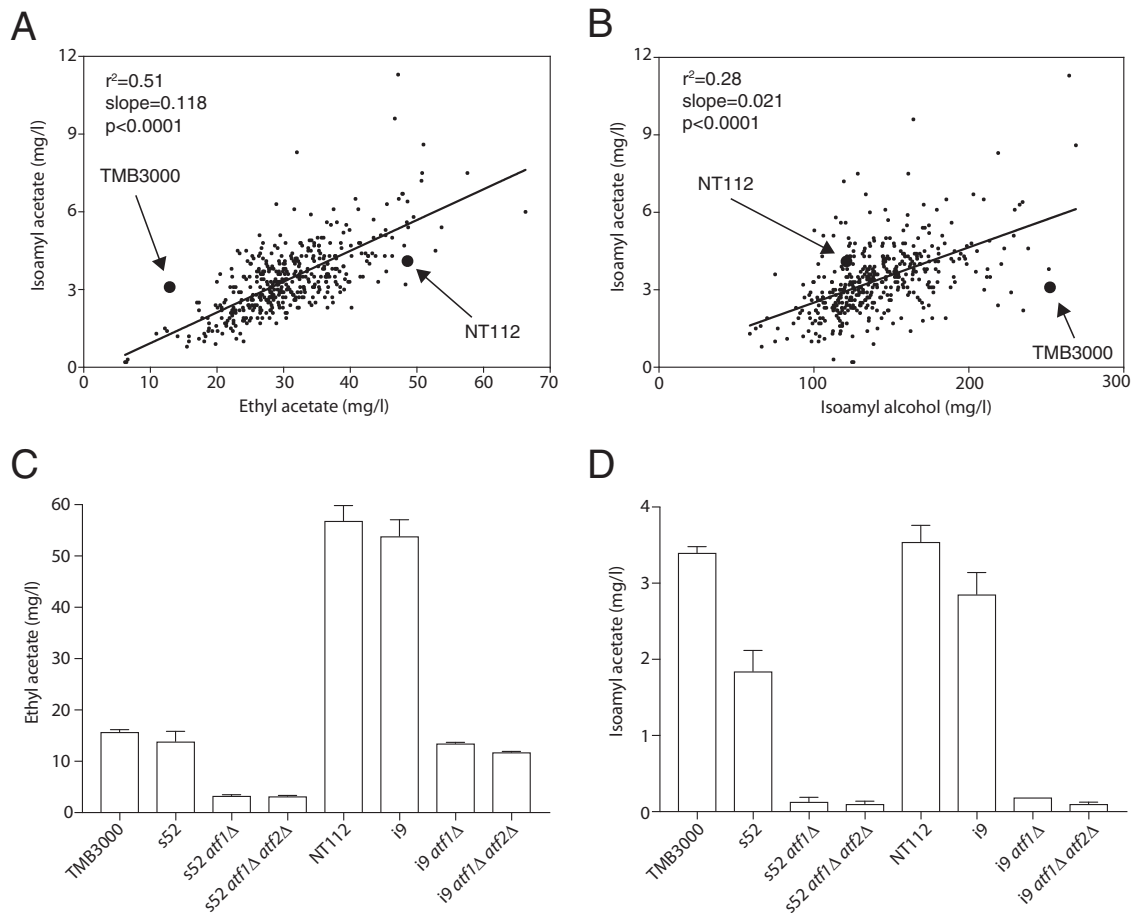 A
12
9
6
3
0
Isoamyl acetate (mg/l)
r²=0.51
slope=0.118
p<0.0001
TMB3000
NT112
0 10 20 30 40 50 60 70
Ethyl acetate (mg/l)
B
12
9
6
3
0
Isoamyl acetate (mg/l)
r²=0.28
slope=0.021
p<0.0001
NT112
TMB3000
0 100 200 300
Isoamyl alcohol (mg/l)
C
60
50
40
30
20
10
0
Ethyl acetate (mg/l)
TMB3000
s52
s52 atf1Δ
s52 atf1Δ atf2Δ
NT112
i9
i9 atf1Δ
i9 atf1Δ atf2Δ
D
4
3
2
1
0
Isoamyl acetate (mg/l)
TMB3000
s52
s52 atf1Δ
s52 atf1Δ atf2Δ
NT112
i9
i9 atf1Δ
i9 atf1Δ atf2Δ